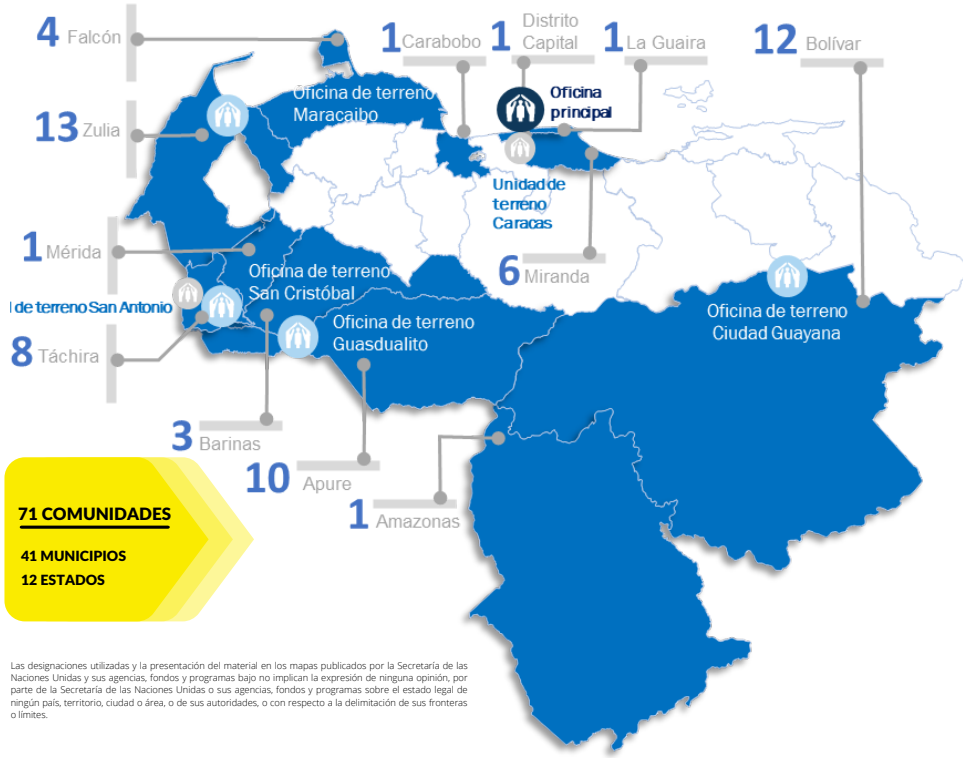 4 Falcón
1 Carabobo
1 Distrito
Capital
1 La Guaira
12 Bolívar
Oficina de terreno
Maracaibo
Oficina
principal
13 Zulia
Unidad de
terreno
Caracas
1 Mérida
6 Miranda
Oficina de terreno
San Cristóbal
l de terreno San Antonio
Oficina de terreno
Guasdualito
Oficina de terreno
Ciudad Guayana
8 Táchira
3 Barinas
10 Apure
1 Amazonas
71 COMUNIDADES
41 MUNICIPIOS
12 ESTADOS
Las designaciones utilizadas y la presentación del material en los mapas publicados por la Secretaría de las
Naciones Unidas y sus agencias, fondos y programas bajo no implican la expresión de ninguna opinión, por
parte de la Secretaría de las Naciones Unidas o sus agencias, fondos y programas sobre el estado legal de
ningún país, territorio, ciudad o área, o de sus autoridades, o con respecto a la delimitación de sus fronteras
o límites.